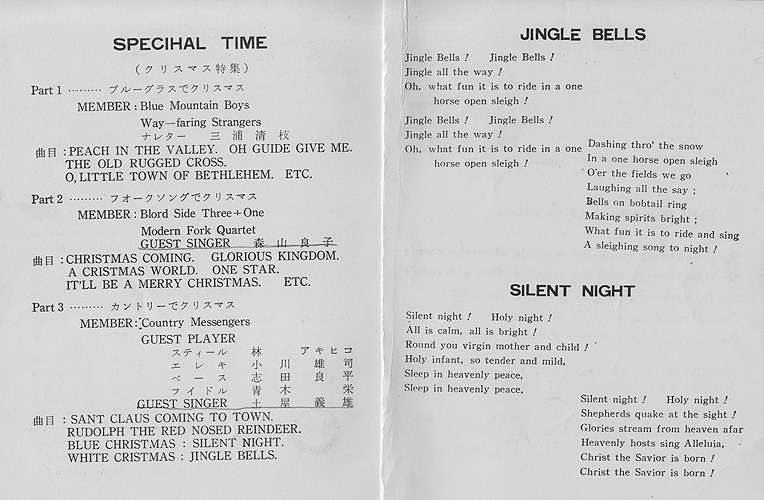 SPECIHAL TIME
(クリスマス特集)
Part 1 ……… ブルーグラスでクリスマス
MEMBER : Blue Mountain Boys
Way—faring Strangers
ナレター 三浦清枝
曲目 : PEACH IN THE VALLEY. OH GUIDE GIVE ME.
THE OLD RUGGED CROSS.
O, LITTLE TOWN OF BETHLEHEM. ETC.
Part 2 ……… フオークソングでクリスマス
MEMBER : Blord Side Three+One
Modern Fork Quartet
GUEST SINGER 森山良子
曲目 : CHRISTMAS COMING. GLORIOUS KINGDOM.
A CRISTMAS WORLD. ONE STAR.
IT'LL BE A MERRY CHRISTMAS. ETC.
Part 3 ……… カントリーでクリスマス
MEMBER : Country Messengers
GUEST PLAYER
スティール 林 アキヒコ
エレキ 小川雄司
ベース 志田良平
フイドル 青木栄
GUEST SINGER 土屋義雄
曲目 : SANT CLAUS COMING TO TOWN.
RUDOLPH THE RED NOSED REINDEER.
BLUE CHRISTMAS : SILENT NIGHT.
WHITE CRISTMAS : JINGLE BELLS.
JINGLE BELLS
Jingle Bells ! Jingle Bells !
Jingle all the way !
Oh, what fun it is to ride in a one
horse open sleigh !
Jingle Bells ! Jingle Bells !
Jingle all the way !
Oh, what fun it is to ride in a one
horse open sleigh !
Dashing thro' the snow
In a one horse open sleigh
O'er the fields we go
Laughing all the say ;
Bells on bobtail ring
Making spirits bright ;
What fun it is to ride and sing
A sleighing song to night !
SILENT NIGHT
Silent night ! Holy night !
All is calm, all is bright !
Round you virgin mother and child !
Holy infant, so tender and mild,
Sleep in heavenly peace,
Sleep in heavenly peace.
Silent night ! Holy night !
Shepherds quake at the sight !
Glories stream from heaven afar
Heavenly hosts sing Alleluia,
Christ the Savior is born !
Christ the Savior is born !